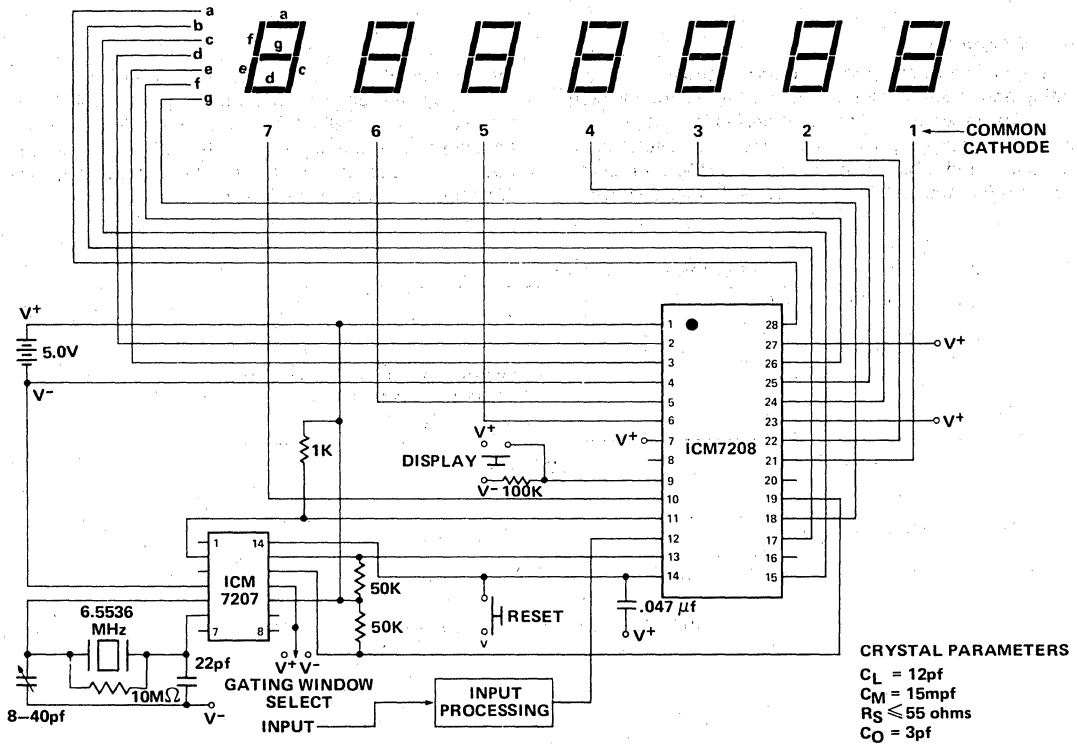 a
b
c
d
e
f
g
a
f
g
e
d
c
7 6 5 4 3 2 1
COMMON
CATHODE
V+
5.0V
V−
1
2
3
4
5
6
7
8
9
10
11
12
13
14
28
27
26
25
24
23
22
21
20
19
18
17
16
15
ICM7208
V+
V+
V+
V+
DISPLAY
V− 100K
1K
1 14
ICM
7207
7 8
50K
50K
RESET
v
.047 µf
V+
6.5536
MHz
22pf
10MΩ
8–40pf
V−
V+ V−
GATING WINDOW
SELECT
INPUT
INPUT
PROCESSING
CRYSTAL PARAMETERS
CL = 12pf
CM = 15mpf
RS ⩽ 55 ohms
CO = 3pf